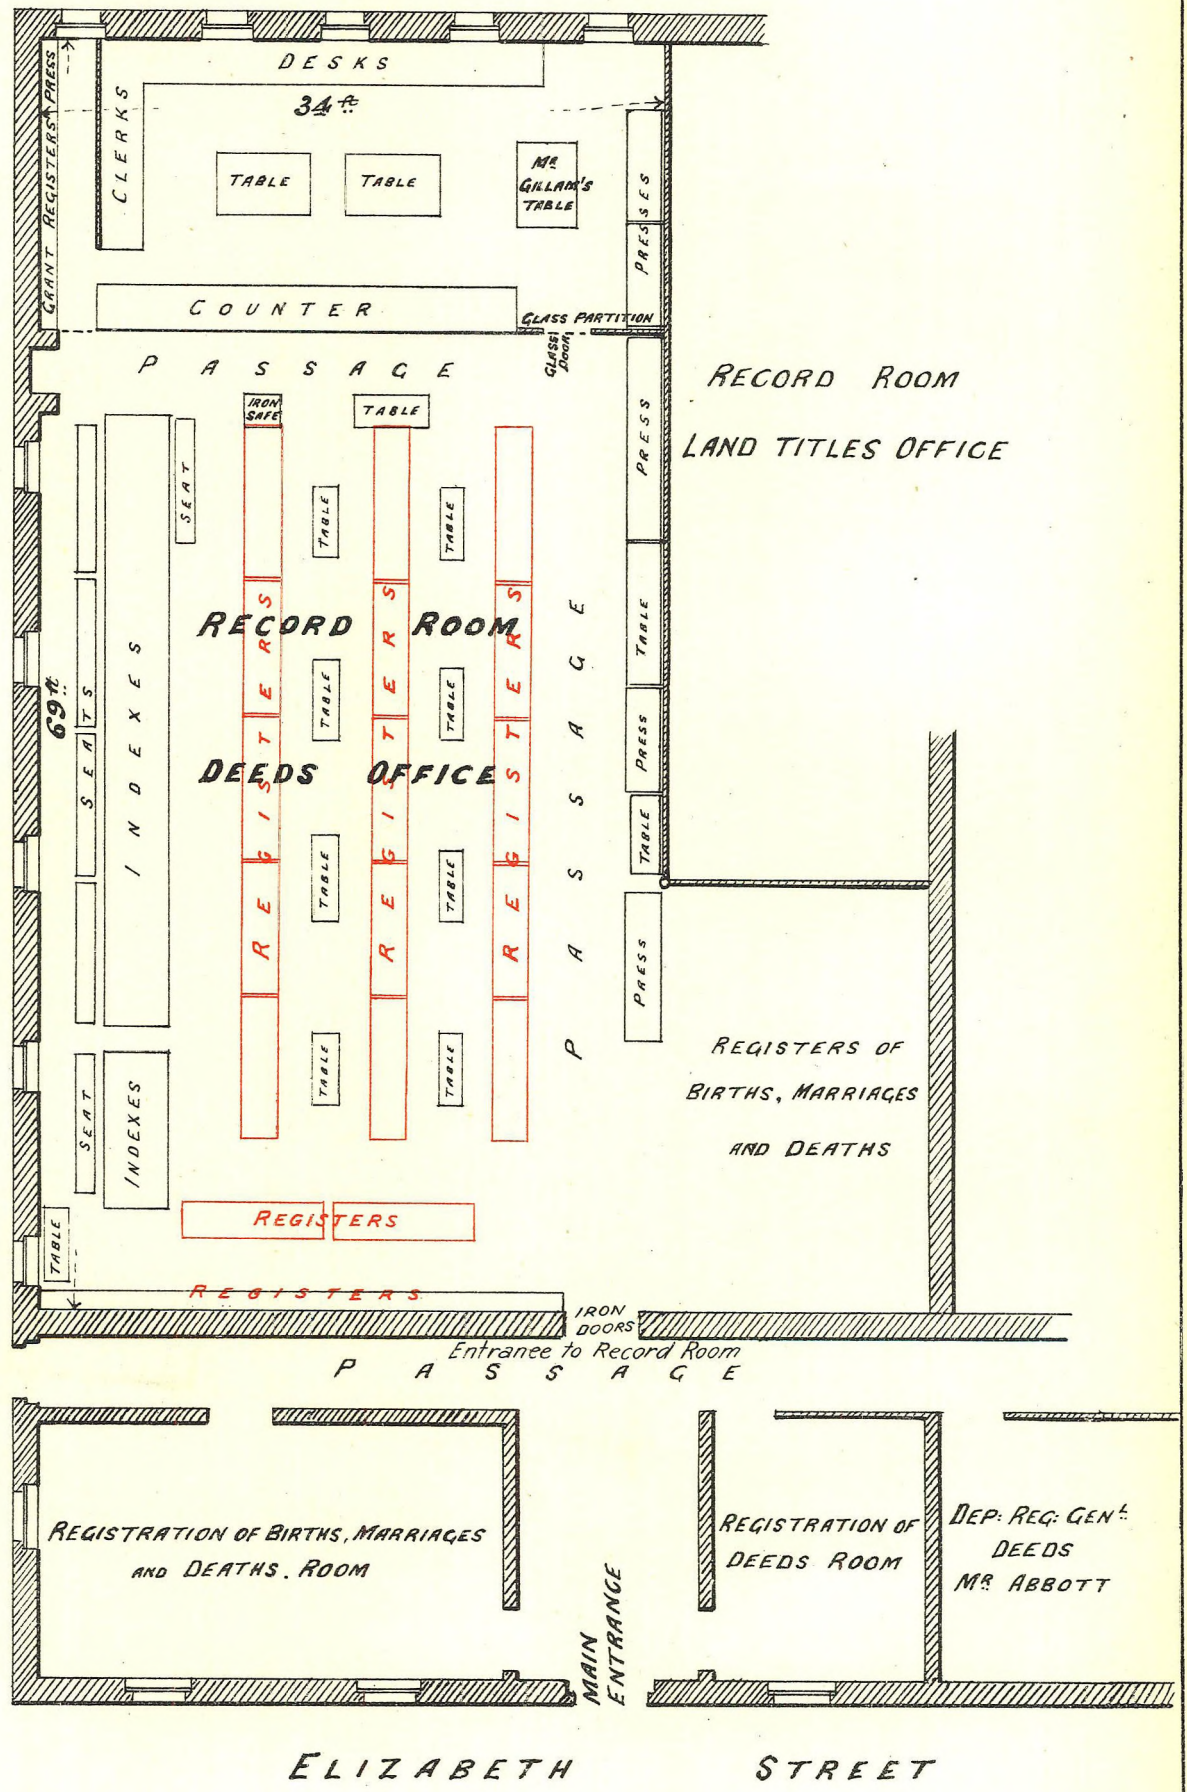 DESKS
34 ft
GRANT REGISTERS' PRESS
CLERKS
TABLE
TABLE
MR
GILLAM'S
TABLE
PRESSES
PRESSES
COUNTER
GLASS PARTITION
GLASS
DOOR
PASSAGE
IRON
SAFE
TABLE
SEAT
PRESS
RECORD ROOM
LAND TITLES OFFICE
TABLE
TABLE
RECORD ROOM
DEEDS OFFICE
REGISTERS
REGISTERS
REGISTERS
PASSAGE
TABLE
69 ft
SEATS
INDEXES
TABLE
TABLE
PRESS
TABLE
TABLE
TABLE
PRESS
TABLE
TABLE
SEAT
INDEXES
REGISTERS OF
BIRTHS, MARRIAGES
AND DEATHS
TABLE
REGISTERS
REGISTERS
IRON
DOORS
Entranee to Record Room
PASSAGE
REGISTRATION OF BIRTHS, MARRIAGES
AND DEATHS. ROOM
REGISTRATION OF
DEEDS ROOM
DEP: REG: GENL
DEEDS
MR ABBOTT
MAIN
ENTRANCE
ELIZABETH STREET